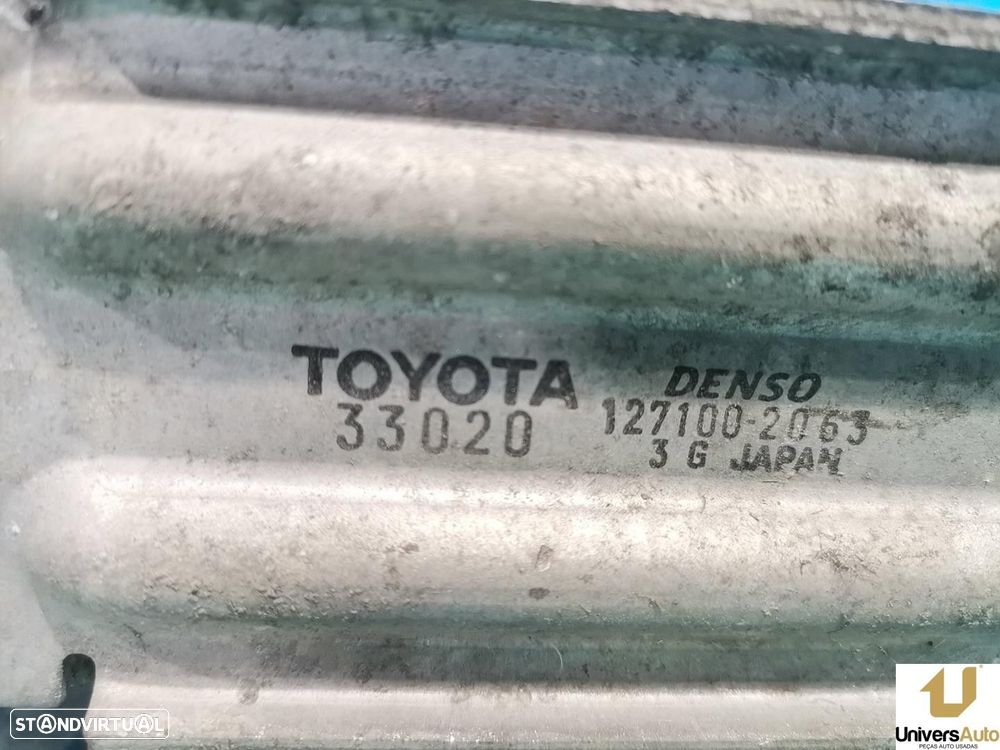 TOYOTA
33020
DENSO
127100-2063
3 G JAPAN
STANDVIRTUAL
UniversAuto
PEÇAS AUTO USADAS